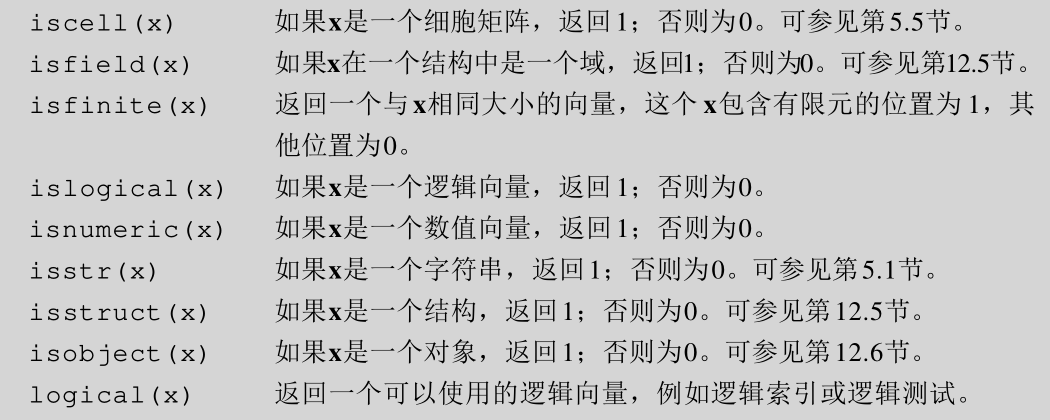 iscell(x) 如果x是一个细胞矩阵，返回1；否则为0。可参见第5.5节。
isfield(x) 如果x在一个结构中是一个域，返回1；否则为0。可参见第12.5节。
isfinite(x) 返回一个与x相同大小的向量，这个x包含有限元的位置为1，其
他位置为0。
islogical(x) 如果x是一个逻辑向量，返回1；否则为0。
isnumeric(x) 如果x是一个数值向量，返回1；否则为0。
isstr(x) 如果x是一个字符串，返回1；否则为0。可参见第5.1节。
isstruct(x) 如果x是一个结构，返回1；否则为0。可参见第12.5节。
isobject(x) 如果x是一个对象，返回1；否则为0。可参见第12.6节。
logical(x) 返回一个可以使用的逻辑向量，例如逻辑索引或逻辑测试。